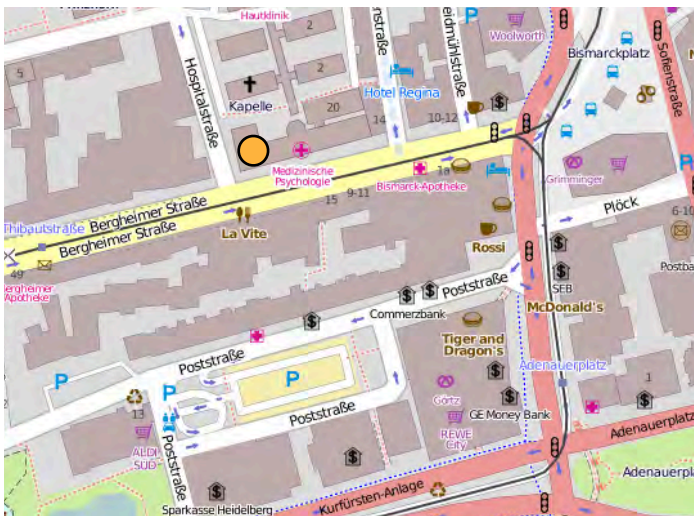 Hautklinik
2
Woolworth
Bismarckplatz
Sofienstraße
5
Hospitalstraße
Kapelle
2
Hotel Regina
20
14
10-12
Medizinische
Psychologie
Bismarck-Apotheke
1a
Grimminger
9-11
15
Plöck
6-10
Thibautstraße
Bergheimer Straße
Bergheimer Straße
La Vite
Rossi
49
Bergheimer
Apotheke
Poststraße
SEB
McDonald's
Commerzbank
Tiger and
Dragon's
Poststraße
Adenauerplatz
P
P
P
P
P
Görtz
1
13
Poststraße
GE Money Bank
REWE
City
ALDI
SÜD
Poststraße
Adenauerplatz
Adenauerplatz
Kurfürsten-Anlage
Sparkasse Heidelberg